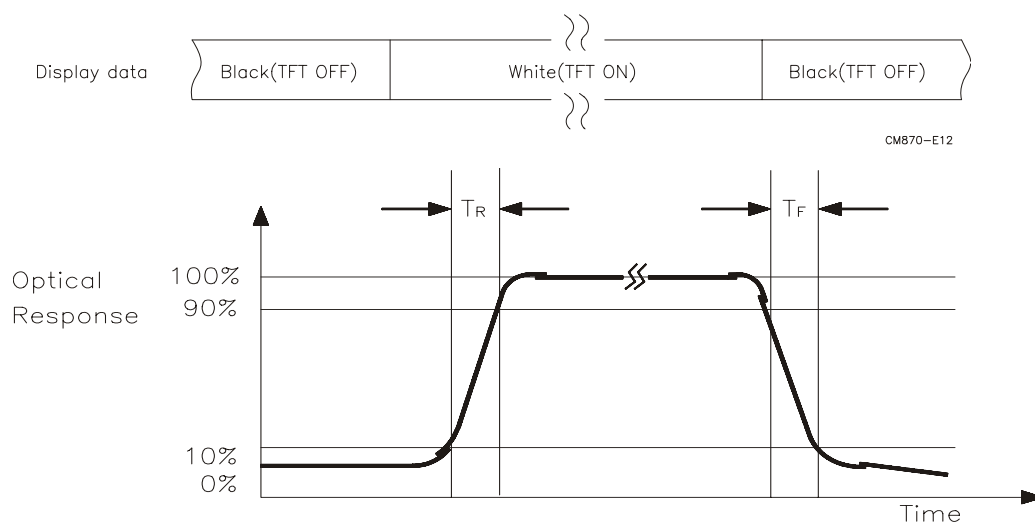 Display data
Black(TFT OFF)
White(TFT ON)
Black(TFT OFF)
CM870-E12
TR
TF
Optical
Response
100%
90%
10%
0%
Time